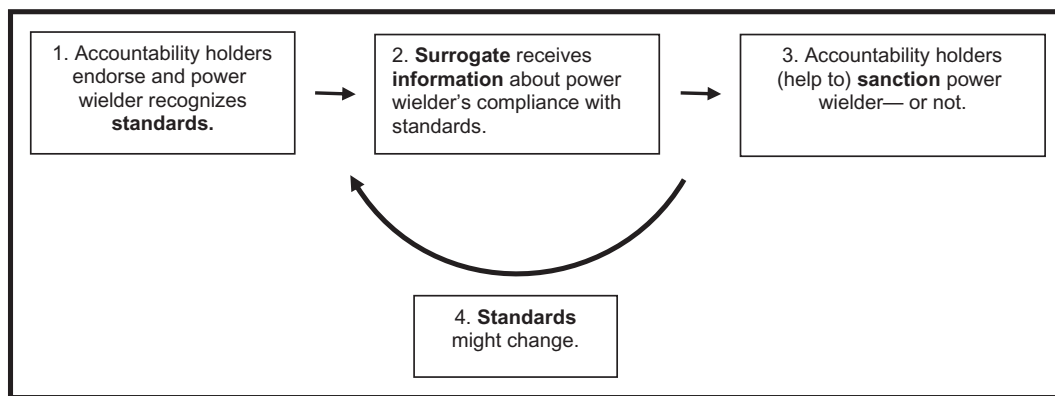 1. Accountability holders
endorse and power
wielder recognizes
standards.
2. Surrogate receives
information about power
wielder’s compliance with
standards.
3. Accountability holders
(help to) sanction power
wielder— or not.
4. Standards
might change.